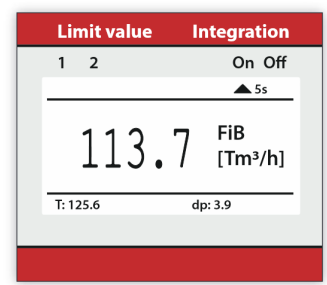 Limit value Integration
1 2 On Off
▲ 5s
113.7 FiB
[Tm³/h]
T: 125.6 dp: 3.9